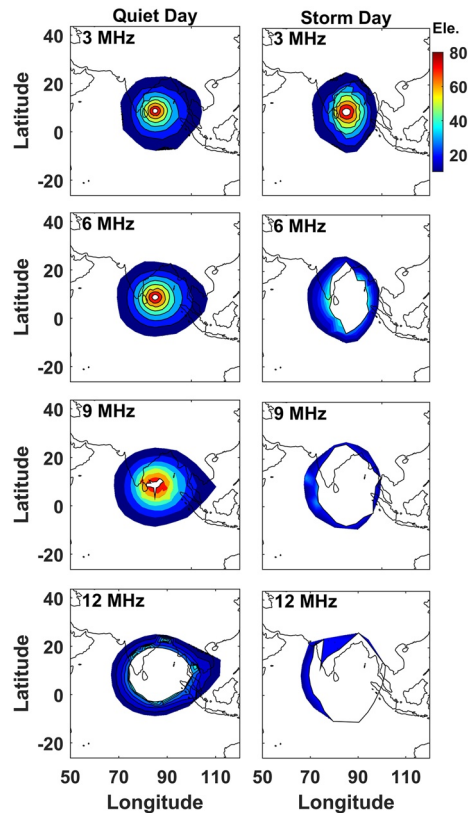 Quiet Day
Storm Day
Ele.
3 MHz
3 MHz
80
60
40
20
40
20
0
-20
Latitude
6 MHz
6 MHz
40
20
0
-20
Latitude
9 MHz
9 MHz
40
20
0
-20
Latitude
12 MHz
12 MHz
40
20
0
-20
Latitude
50 70 90 110
50 70 90 110
Longitude
Longitude